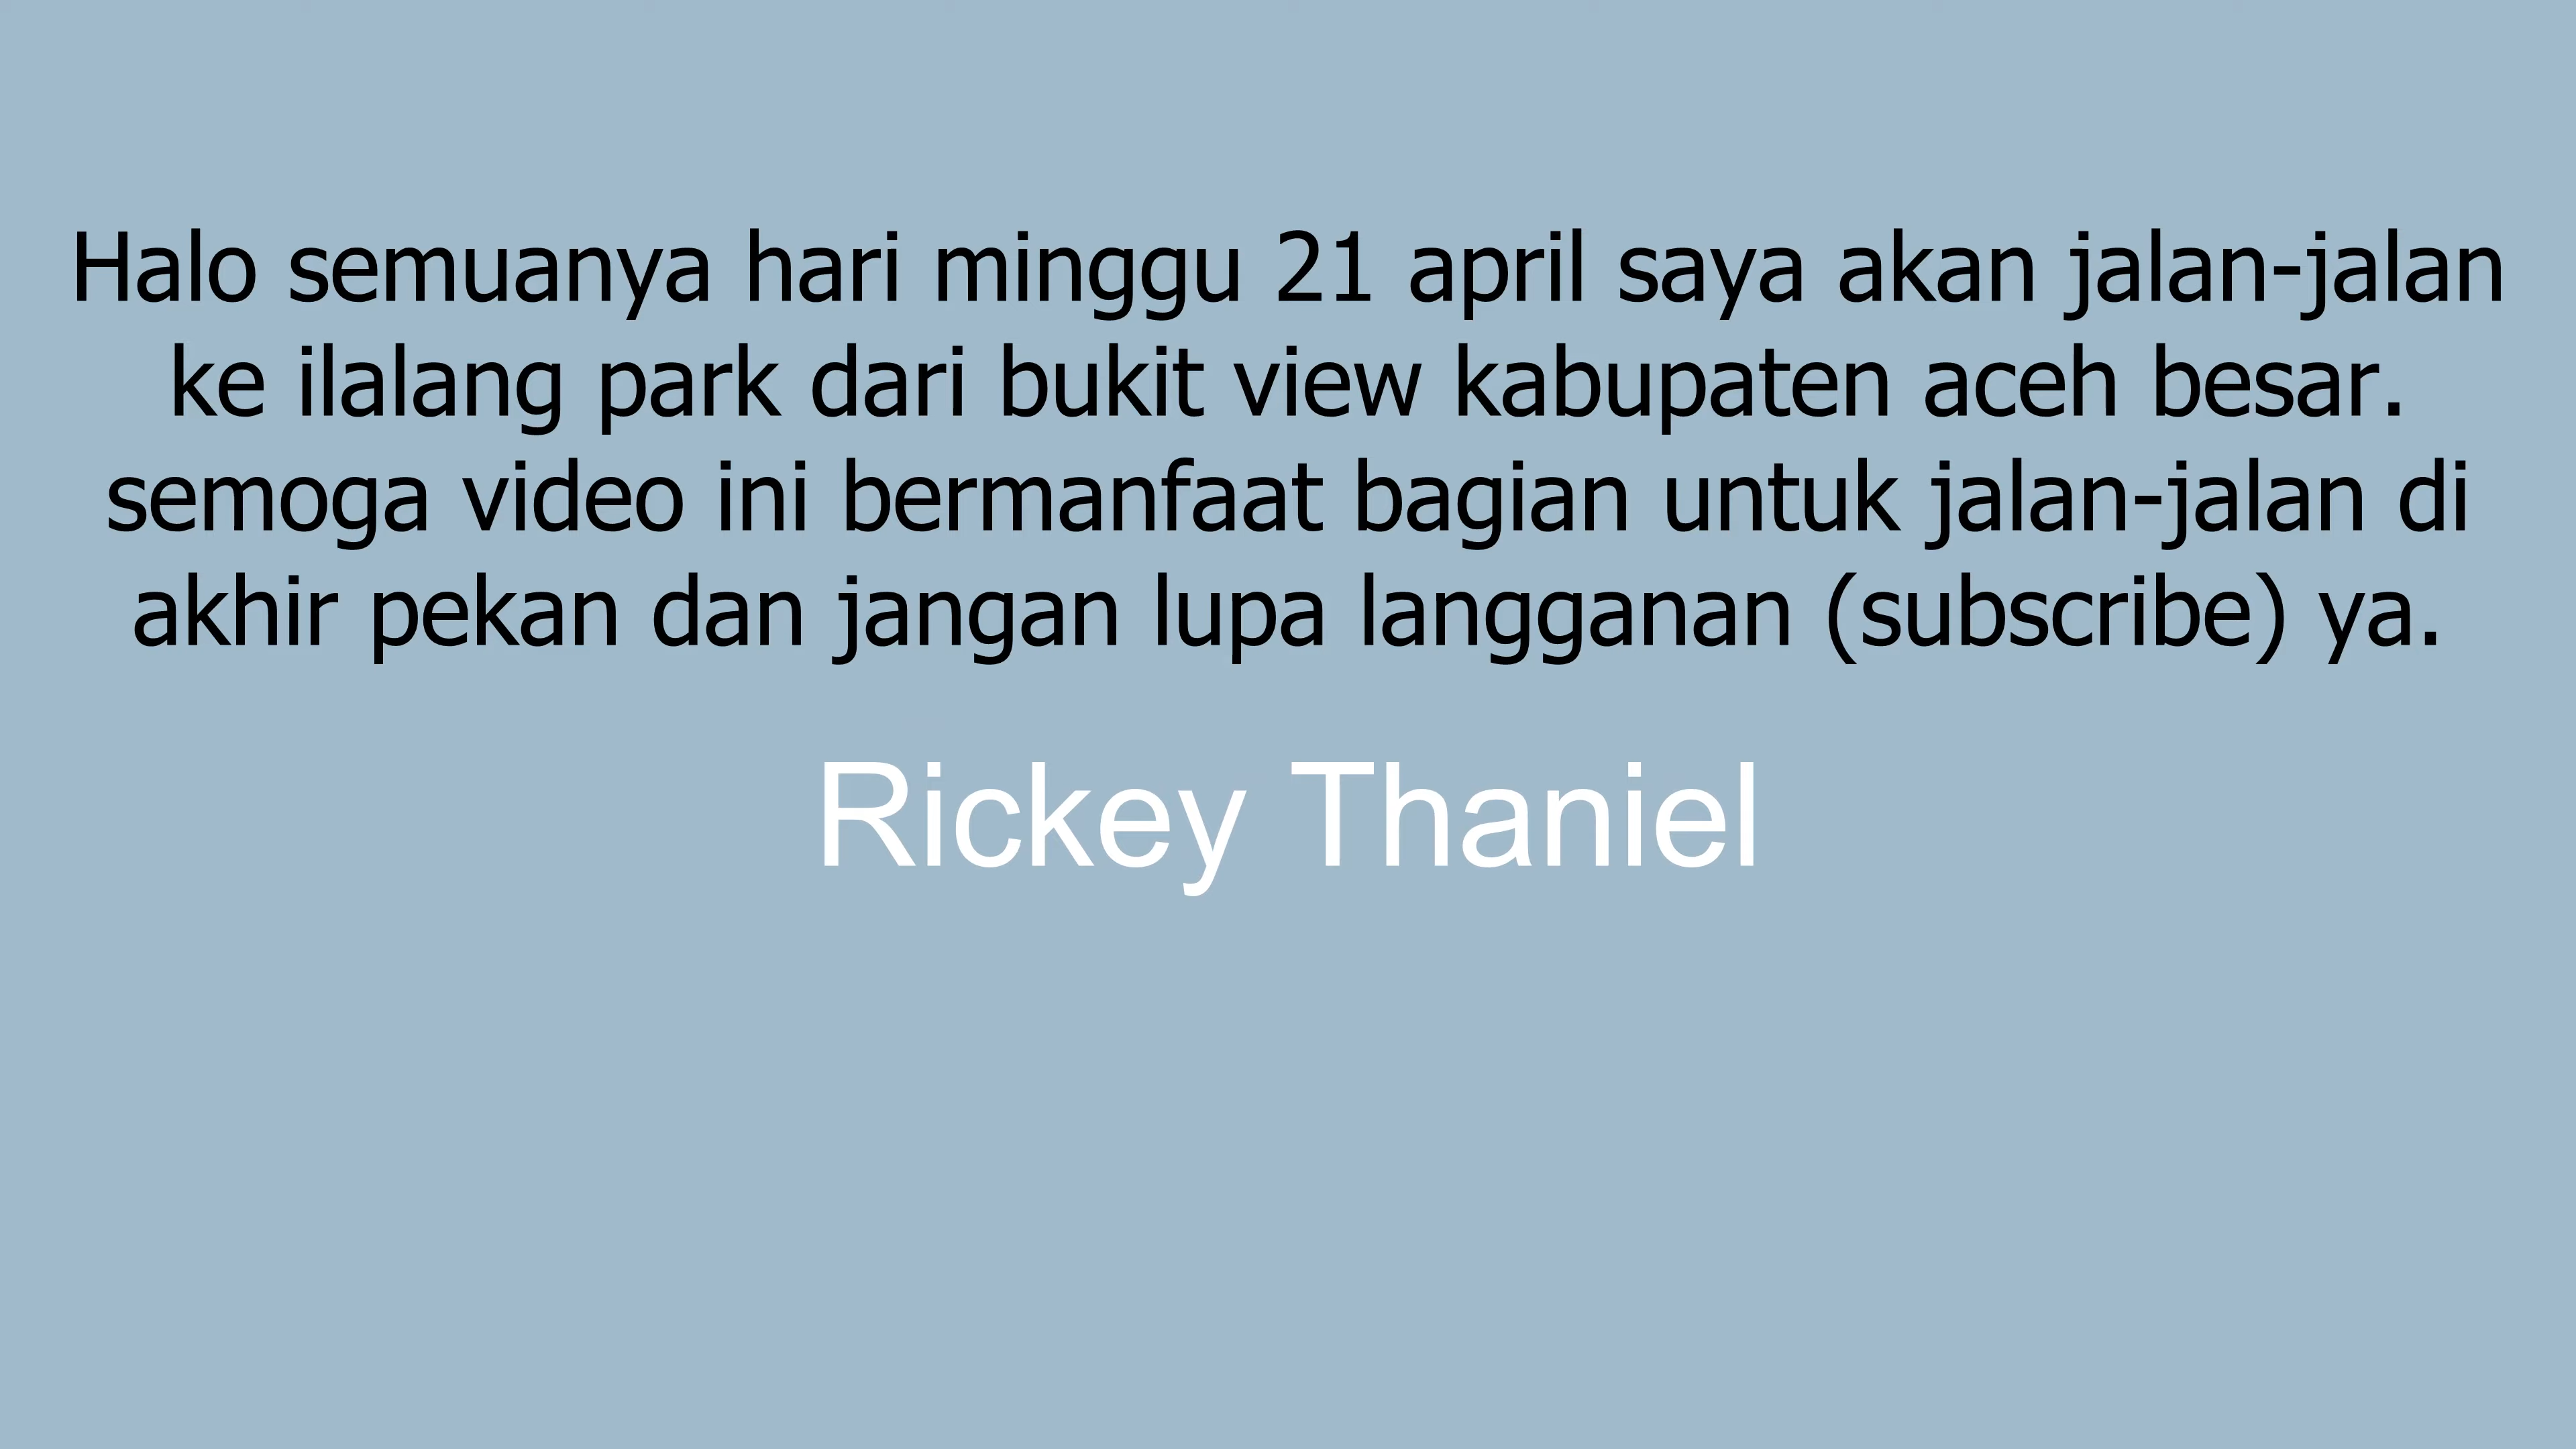 Halo semuanya hari minggu 21 april saya akan jalan-jalan
ke ilalang park dari bukit view kabupaten aceh besar.
semoga video ini bermanfaat bagian untuk jalan-jalan di
akhir pekan dan jangan lupa langganan (subscribe) ya.
Rickey Thaniel